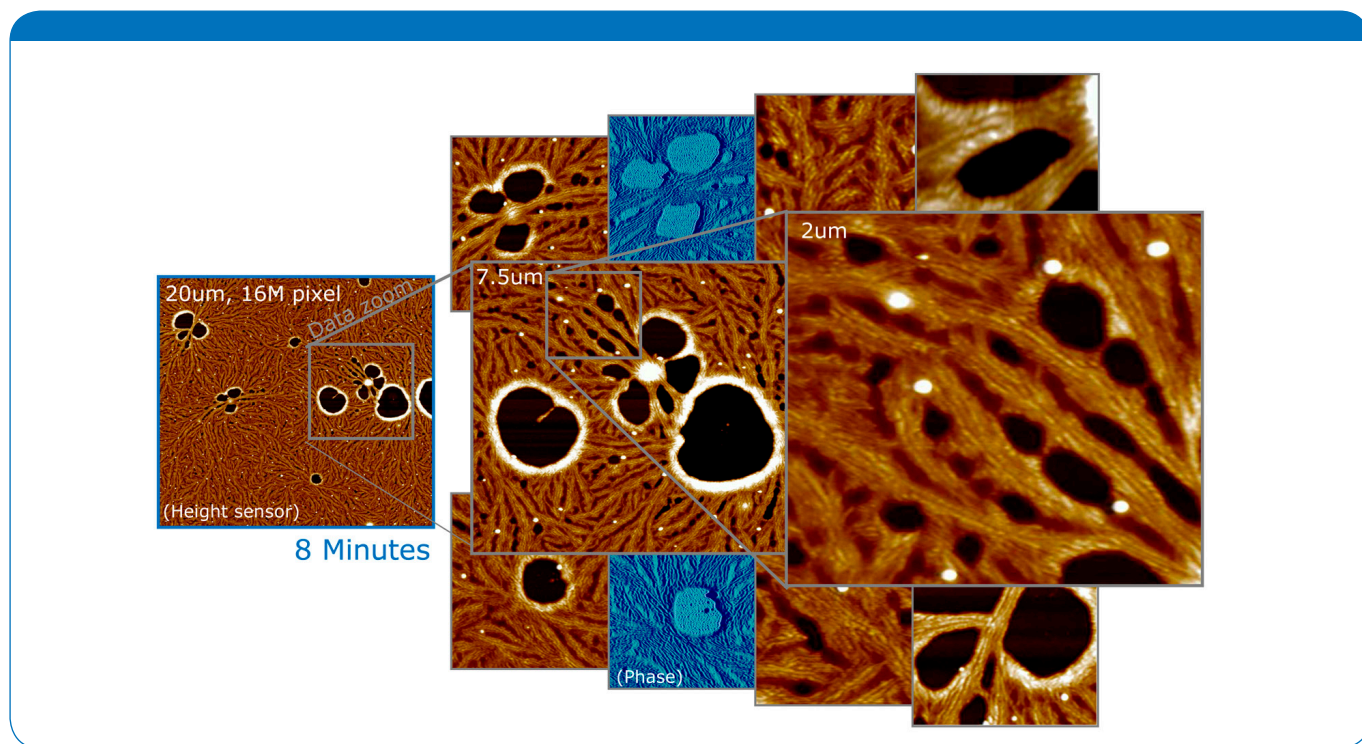 20um, 16M pixel
Data zoom
(Height sensor)
8 Minutes
7.5um
2um
(Phase)